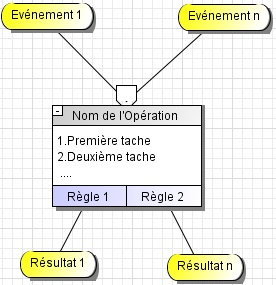 Evénement 1
Evénement n
Nom de l'Opération
1.Première tache
2.Deuxième tache
....
Règle 1
Règle 2
Résultat 1
Résultat n